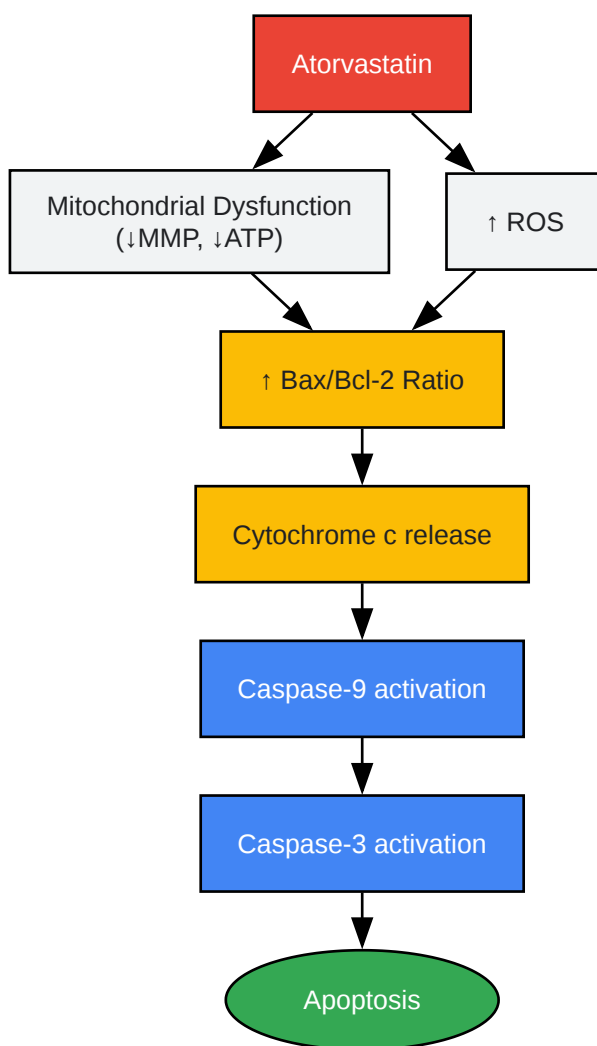 Atorvastatin
Mitochondrial Dysfunction
(↓MMP, ↓ATP)
↑ ROS
↑ Bax/Bcl-2 Ratio
Cytochrome c release
Caspase-9 activation
Caspase-3 activation
Apoptosis